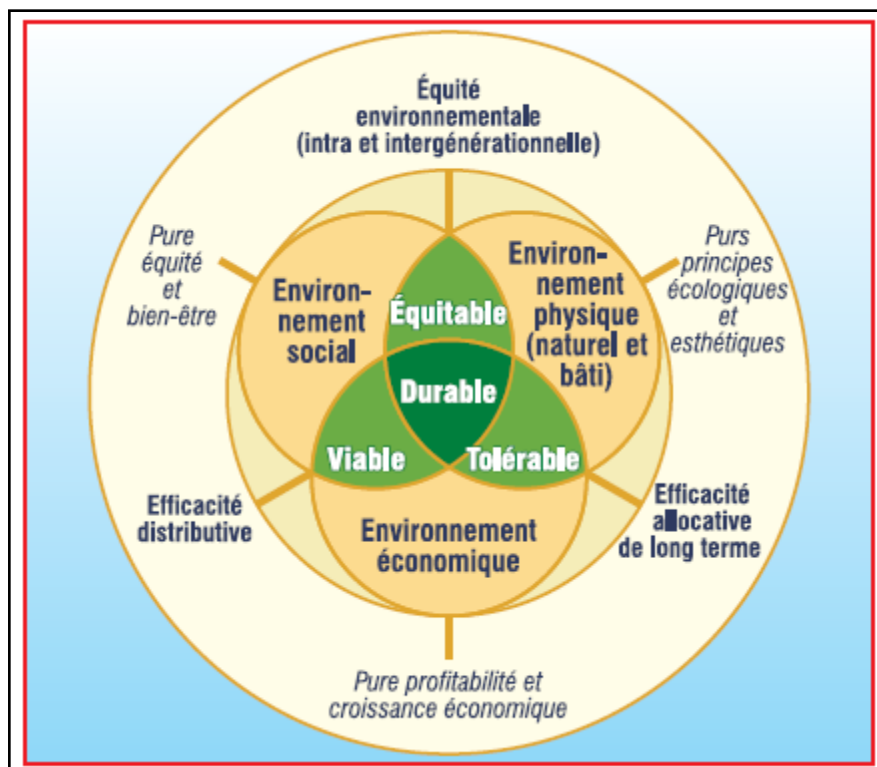 Équité
environnementale
(intra et intergénérationnelle)
Pure
équité
et
bien-être
Purs
principes
écologiques
et
esthétiques
Environ-
nement
social
Environ-
nement
physique
(naturel et
bâti)
Équitable
Durable
Viable
Tolérable
Efficacité
distributive
Environnement
économique
Efficacité
allocative
de long terme
Pure profitabilité et
croissance économique